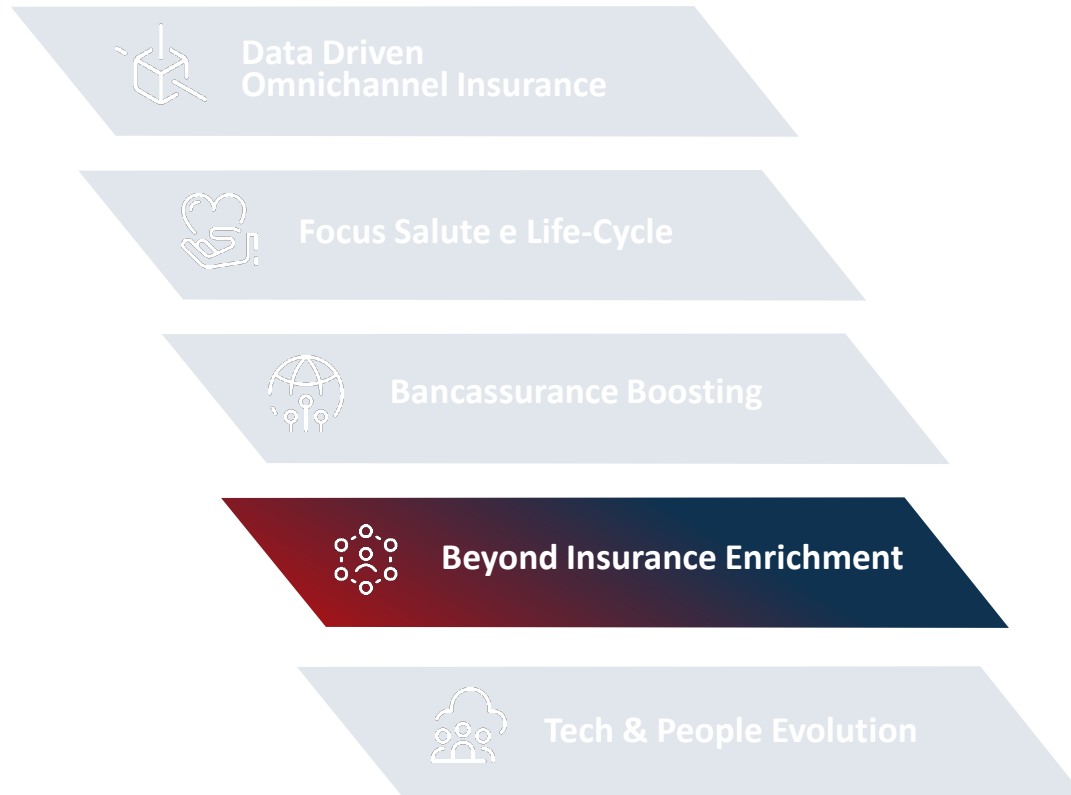 Data Driven
Omnichannel Insurance
Focus Salute e Life-Cycle
Bancassurance Boosting
Beyond Insurance Enrichment
Tech & People Evolution